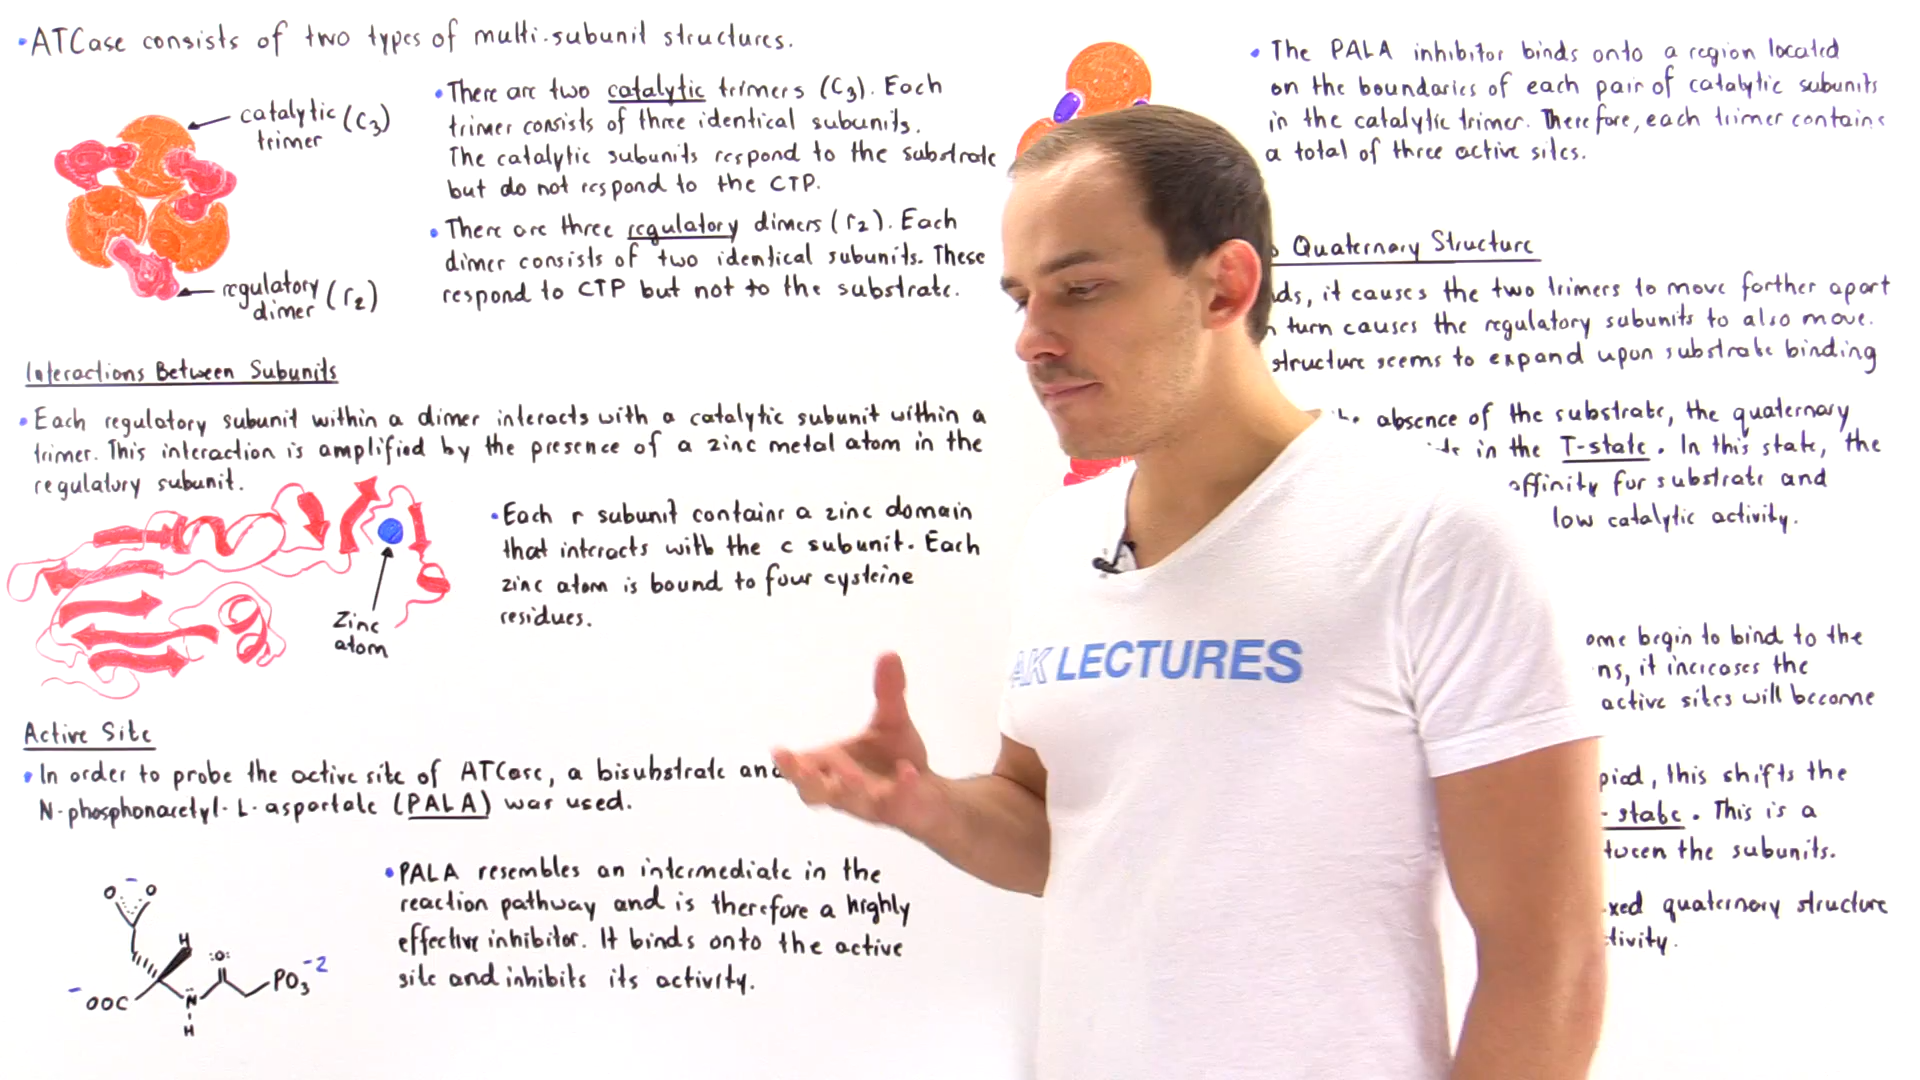 •ATCase consists of two types of multi-subunit structures.
catalytic (C3)
trimer
regulatory (r2)
dimer
•There are two catalytic trimers (C3). Each
trimer consists of three identical subunits.
The catalytic subunits respond to the substrate
but do not respond to the CTP.
•There are three regulatory dimers (r2). Each
dimer consists of two identical subunits. These
respond to CTP but not to the substrate.
Interactions Between Subunits
•Each regulatory subunit within a dimer interacts with a catalytic subunit within a
trimer. This interaction is amplified by the presence of a zinc metal atom in the
regulatory subunit.
Zinc
atom
•Each r subunit contains a zinc domain
that interacts with the c subunit. Each
zinc atom is bound to four cysteine
residues.
Active Site
•In order to probe the active site of ATCase, a bisubstrate
N-phosphonacetyl-L-aspartate (PALA) was used.
- O O
H
:O:
-OOC
N
H
PO3 -2
•PALA resembles an intermediate in the
reaction pathway and is therefore a highly
effective inhibitor. It binds onto the active
site and inhibits its activity.
•The PALA inhibitor binds onto a region located
on the boundaries of each pair of catalytic subunits
in the catalytic trimer. Therefore, each trimer contains
a total of three active sites.
Quaternary Structure
it causes the two trimers to move farther apart
turn causes the regulatory subunits to also move.
structure seems to expand upon substrate binding
absence of the substrate, the quaternary
in the T-state. In this state, the
affinity for substrate and
low catalytic activity.
begin to bind to the
it increases the
active sites will become
this shifts the
state. This is a
the subunits.
quaternary structure
AK LECTURES